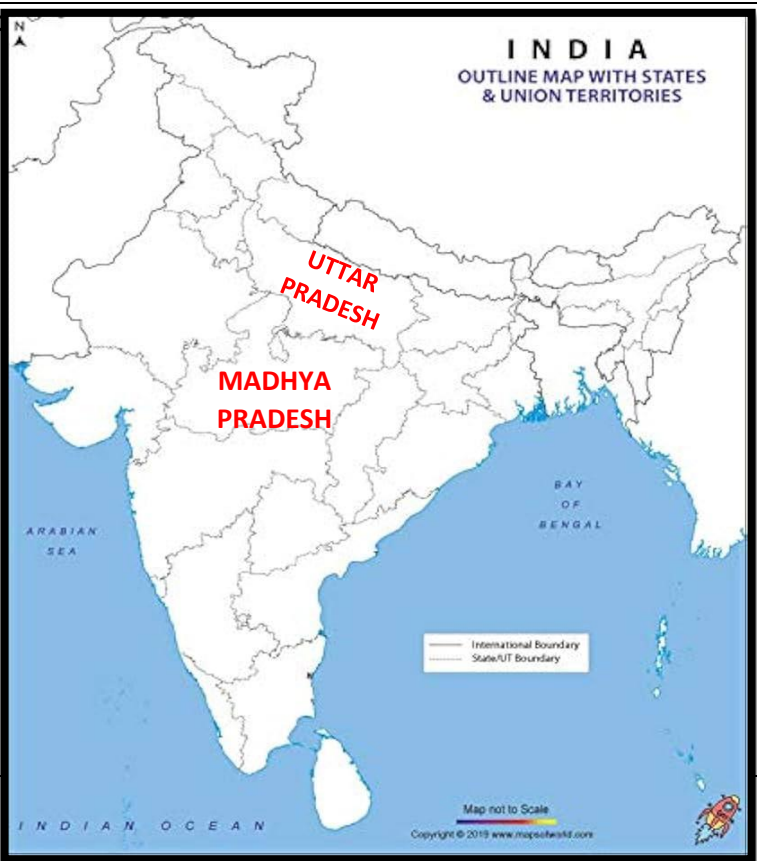 N
I N D I A
OUTLINE MAP WITH STATES
& UNION TERRITORIES
UTTAR
PRADESH
MADHYA
PRADESH
BAY
OF
BENGAL
ARABIAN
SEA
International Boundary
State/UT Boundary
Map not to Scale
Copyright © 2019 www.mapsofworld.com
INDIAN OCEAN